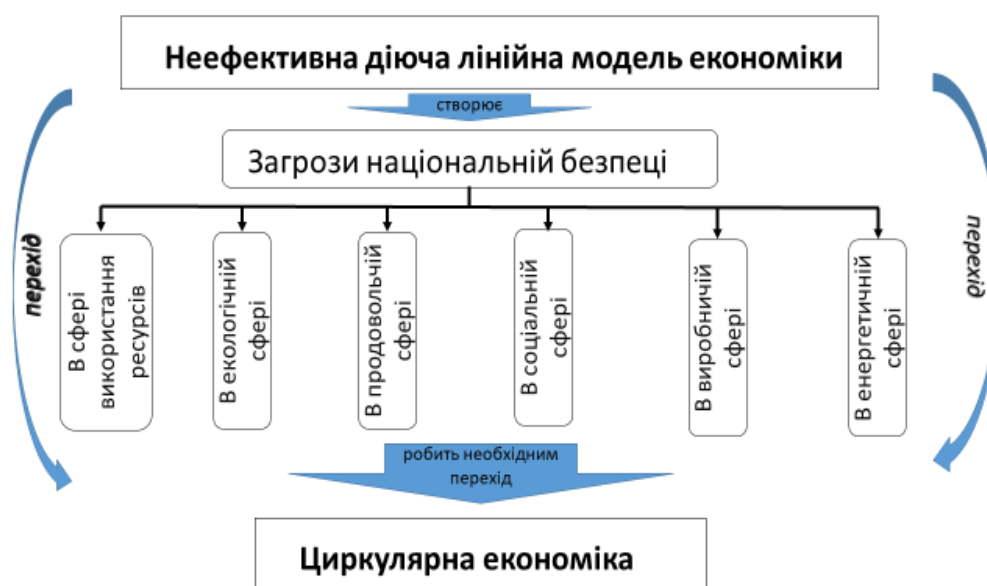 Неефективна діюча лінійна модель економіки
створює
Загрози національній безпеці
перехід
перехід
В сфері
використання
ресурсів
В екологічній
сфері
В продовольчій
сфері
В соціальній
сфері
В виробничій
сфері
В енергетичній
сфері
робить необхідним
перехід
Циркулярна економіка